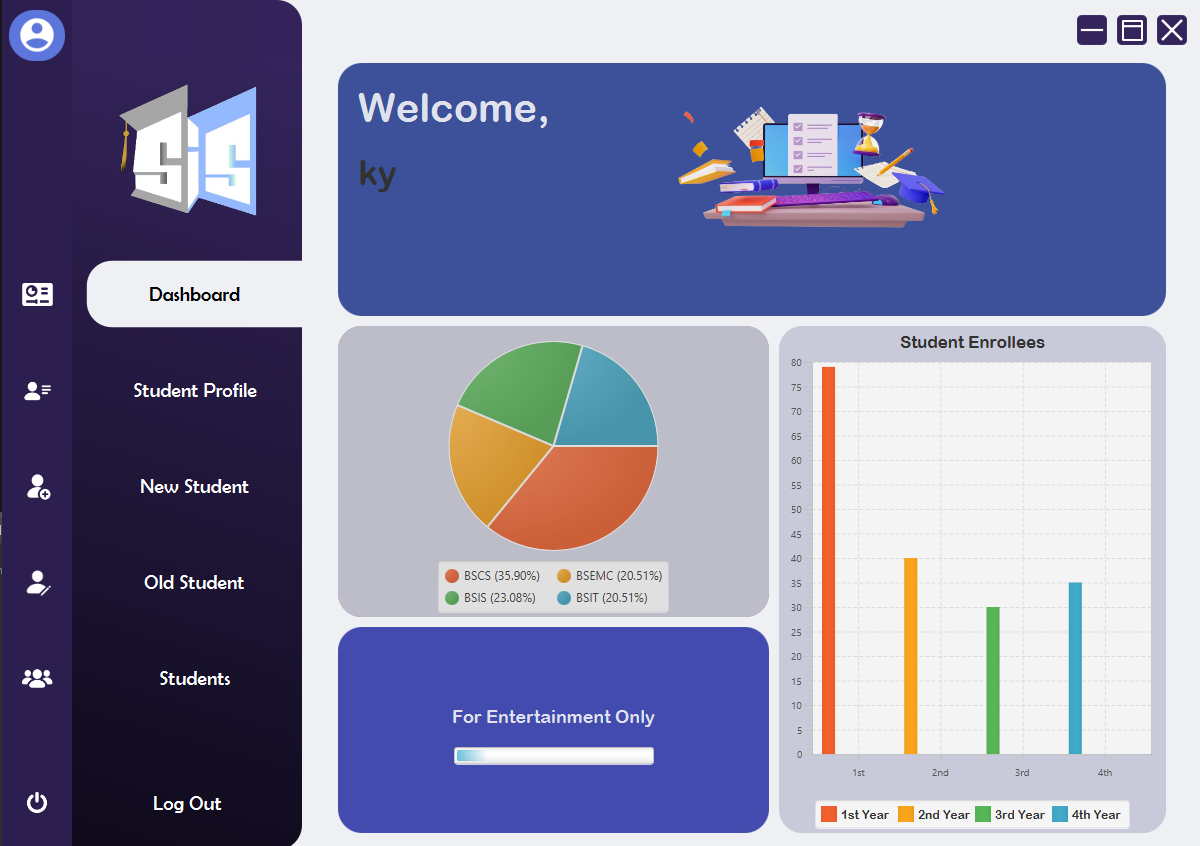 SiS
Dashboard
Student Profile
New Student
Old Student
Students
Log Out
Welcome,
ky
BSCS (35.90%) BSEMC (20.51%)
BSIS (23.08%) BSIT (20.51%)
For Entertainment Only
Student Enrollees
80
75
70
65
60
55
50
45
40
35
30
25
20
15
10
5
0
1st 2nd 3rd 4th
1st Year 2nd Year 3rd Year 4th Year